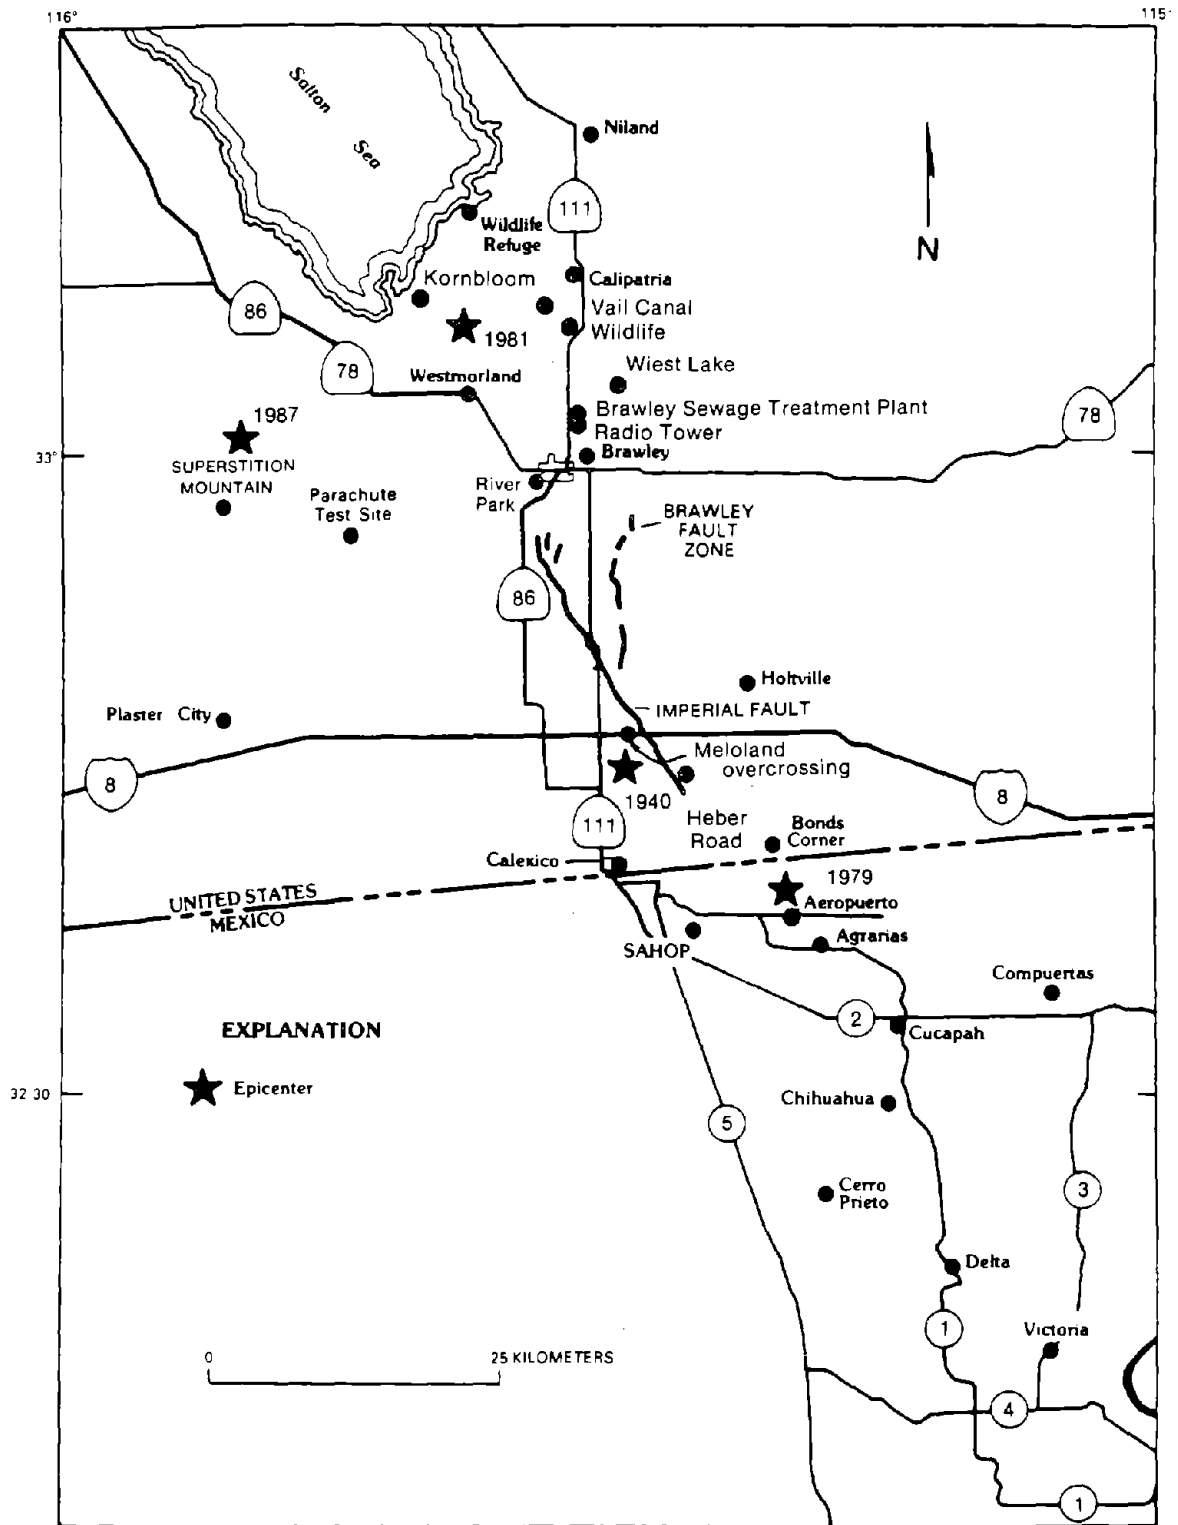 116°
115°
Salton
Sea
Niland
111
Wildlife
Refuge
N
Calipatria
Kornbloom
Vail Canal
86
1981
Wildlife
78
Westmorland
Wiest Lake
78
1987
Brawley Sewage Treatment Plant
Radio Tower
33°
Brawley
SUPERSTITION
MOUNTAIN
River
Park
Parachute
Test Site
BRAWLEY
FAULT
ZONE
86
Holtville
Plaster City
IMPERIAL FAULT
Meloland
overcrossing
8
8
1940
111
Heber
Road
Bonds
Corner
Calexico
1979
UNITED STATES
MEXICO
Aeropuerto
Agrarias
SAHOP
Compuertas
2
EXPLANATION
Cucapah
Epicenter
32 30
Chihuahua
5
Cerro
Prieto
3
Delta
1
Victoria
0
25 KILOMETERS
4
1